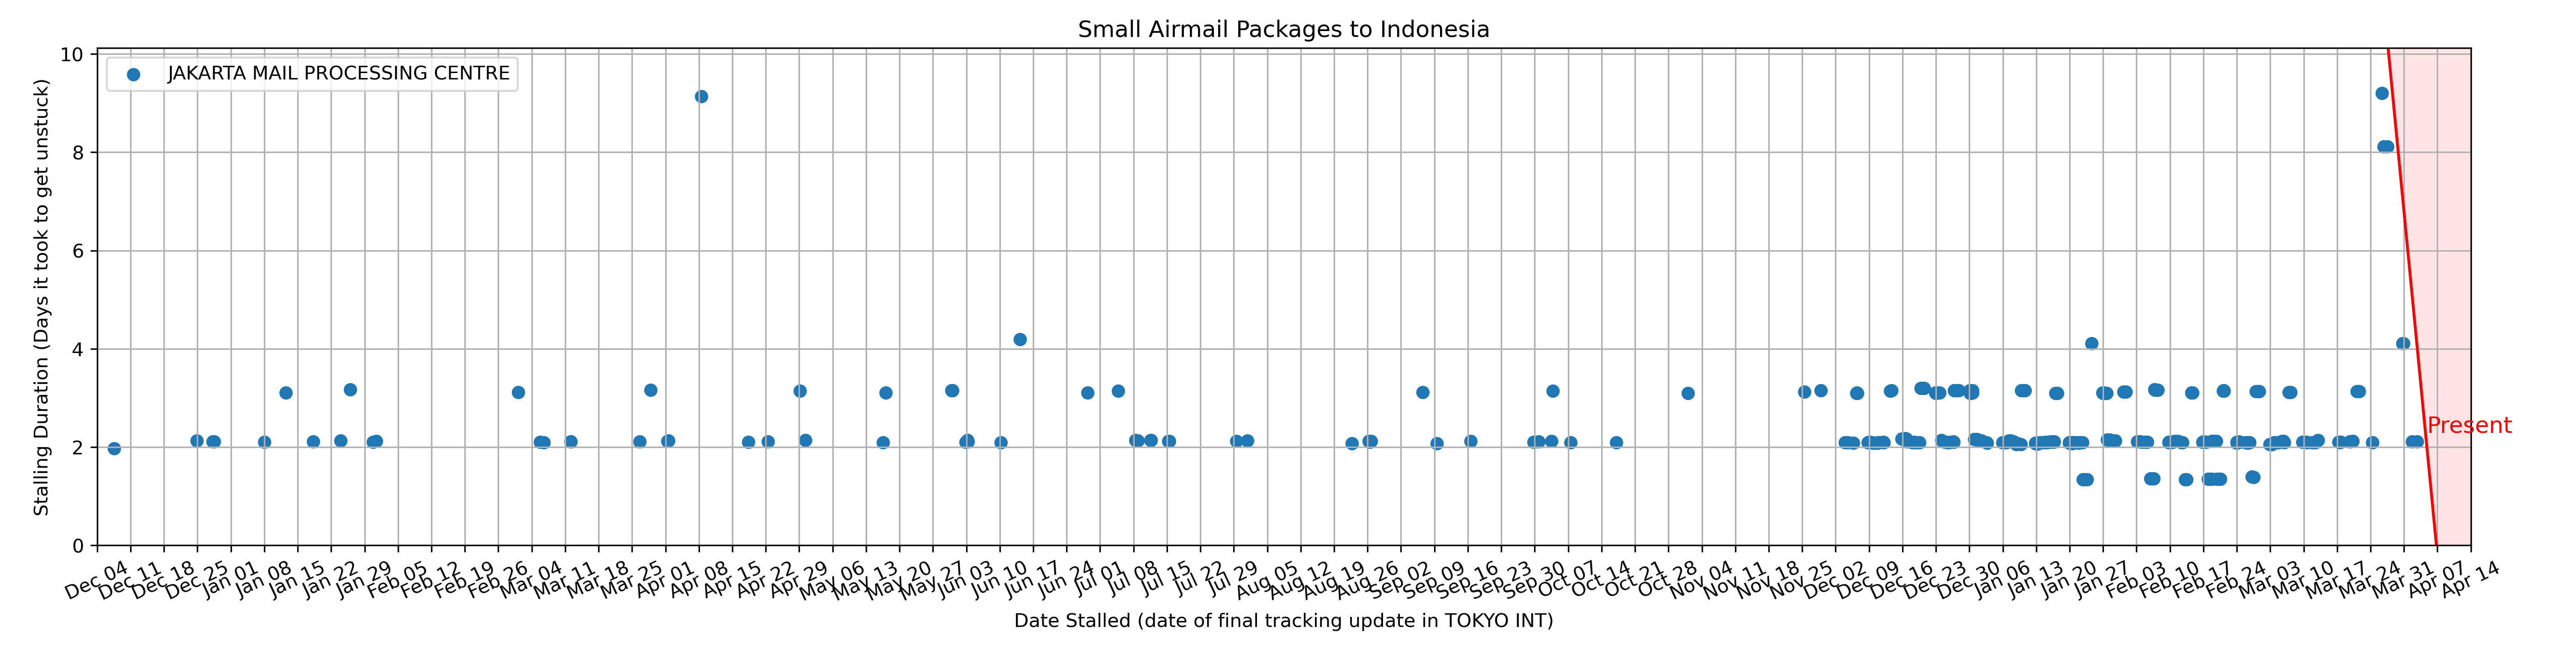 Small Airmail Packages to Indonesia
JAKARTA MAIL PROCESSING CENTRE
Stalling Duration (Days it took to get unstuck)
10
8
6
4
2
0
Present
Dec 04
Dec 11
Dec 18
Dec 25
Jan 01
Jan 08
Jan 15
Jan 22
Jan 29
Feb 05
Feb 12
Feb 19
Feb 26
Mar 04
Mar 11
Mar 18
Mar 25
Apr 01
Apr 08
Apr 15
Apr 22
Apr 29
May 06
May 13
May 20
May 27
Jun 03
Jun 10
Jun 17
Jun 24
Jul 01
Jul 08
Jul 15
Jul 22
Jul 29
Aug 05
Aug 12
Aug 19
Aug 26
Sep 02
Sep 09
Sep 16
Sep 23
Sep 30
Oct 07
Oct 14
Oct 21
Oct 28
Nov 04
Nov 11
Nov 18
Nov 25
Dec 02
Dec 09
Dec 16
Dec 23
Dec 30
Jan 06
Jan 13
Jan 20
Jan 27
Feb 03
Feb 10
Feb 17
Feb 24
Mar 03
Mar 10
Mar 17
Mar 24
Mar 31
Apr 07
Apr 14
Date Stalled (date of final tracking update in TOKYO INT)